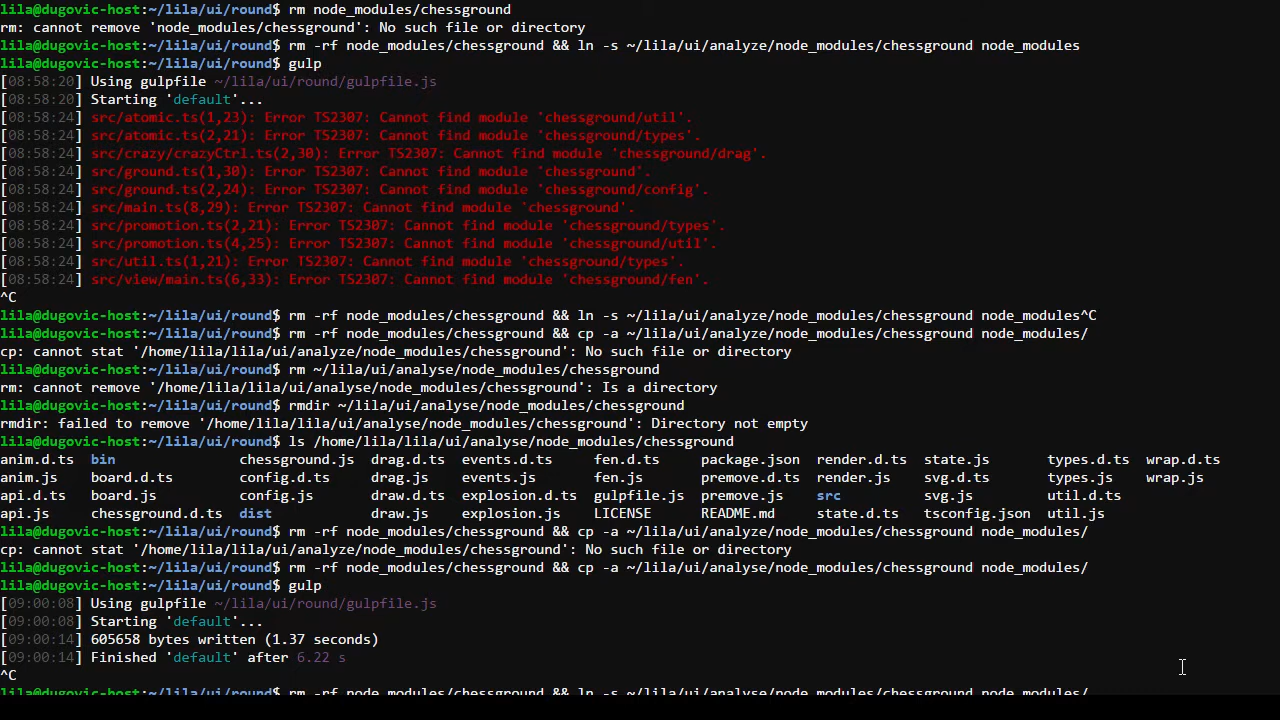 lila@dugovic-host:~/lila/ui/round$ rm node_modules/chessground
rm: cannot remove 'node_modules/chessground': No such file or directory
lila@dugovic-host:~/lila/ui/round$ rm -rf node_modules/chessground && ln -s ~/lila/ui/analyze/node_modules/chessground node_modules
lila@dugovic-host:~/lila/ui/round$ gulp
[08:58:20] Using gulpfile ~/lila/ui/round/gulpfile.js
[08:58:20] Starting 'default'...
[08:58:24] src/atomic.ts(1,23): Error TS2307: Cannot find module 'chessground/util'.
[08:58:24] src/atomic.ts(2,21): Error TS2307: Cannot find module 'chessground/types'.
[08:58:24] src/crazy/crazyCtrl.ts(2,30): Error TS2307: Cannot find module 'chessground/drag'.
[08:58:24] src/ground.ts(1,30): Error TS2307: Cannot find module 'chessground'.
[08:58:24] src/ground.ts(2,24): Error TS2307: Cannot find module 'chessground/config'.
[08:58:24] src/main.ts(8,29): Error TS2307: Cannot find module 'chessground'.
[08:58:24] src/promotion.ts(2,21): Error TS2307: Cannot find module 'chessground/types'.
[08:58:24] src/promotion.ts(4,25): Error TS2307: Cannot find module 'chessground/util'.
[08:58:24] src/util.ts(1,21): Error TS2307: Cannot find module 'chessground/types'.
[08:58:24] src/view/main.ts(6,33): Error TS2307: Cannot find module 'chessground/fen'.
^C
lila@dugovic-host:~/lila/ui/round$ rm -rf node_modules/chessground && ln -s ~/lila/ui/analyze/node_modules/chessground node_modules^C
lila@dugovic-host:~/lila/ui/round$ rm -rf node_modules/chessground && cp -a ~/lila/ui/analyze/node_modules/chessground node_modules/
cp: cannot stat '/home/lila/lila/ui/analyze/node_modules/chessground': No such file or directory
lila@dugovic-host:~/lila/ui/round$ rm ~/lila/ui/analyse/node_modules/chessground
rm: cannot remove '/home/lila/lila/ui/analyse/node_modules/chessground': Is a directory
lila@dugovic-host:~/lila/ui/round$ rmdir ~/lila/ui/analyse/node_modules/chessground
rmdir: failed to remove '/home/lila/lila/ui/analyse/node_modules/chessground': Directory not empty
lila@dugovic-host:~/lila/ui/round$ ls /home/lila/lila/ui/analyse/node_modules/chessground
anim.d.ts bin chessground.js drag.d.ts events.d.ts fen.d.ts package.json render.d.ts state.js types.d.ts wrap.d.ts
anim.js board.d.ts config.d.ts drag.js events.js fen.js premove.d.ts render.js svg.d.ts types.js wrap.js
api.d.ts board.js config.js draw.d.ts explosion.d.ts gulpfile.js premove.js src svg.js util.d.ts
api.js chessground.d.ts dist draw.js explosion.js LICENSE README.md state.d.ts tsconfig.json util.js
lila@dugovic-host:~/lila/ui/round$ rm -rf node_modules/chessground && cp -a ~/lila/ui/analyze/node_modules/chessground node_modules/
cp: cannot stat '/home/lila/lila/ui/analyze/node_modules/chessground': No such file or directory
lila@dugovic-host:~/lila/ui/round$ rm -rf node_modules/chessground && cp -a ~/lila/ui/analyse/node_modules/chessground node_modules/
lila@dugovic-host:~/lila/ui/round$ gulp
[09:00:08] Using gulpfile ~/lila/ui/round/gulpfile.js
[09:00:08] Starting 'default'...
[09:00:14] 605658 bytes written (1.37 seconds)
[09:00:14] Finished 'default' after 6.22 s
^C
lila@dugovic-host:~/lila/ui/round$ rm -rf node_modules/chessground && ln -s ~/lila/ui/analyse/node_modules/chessground node_modules/